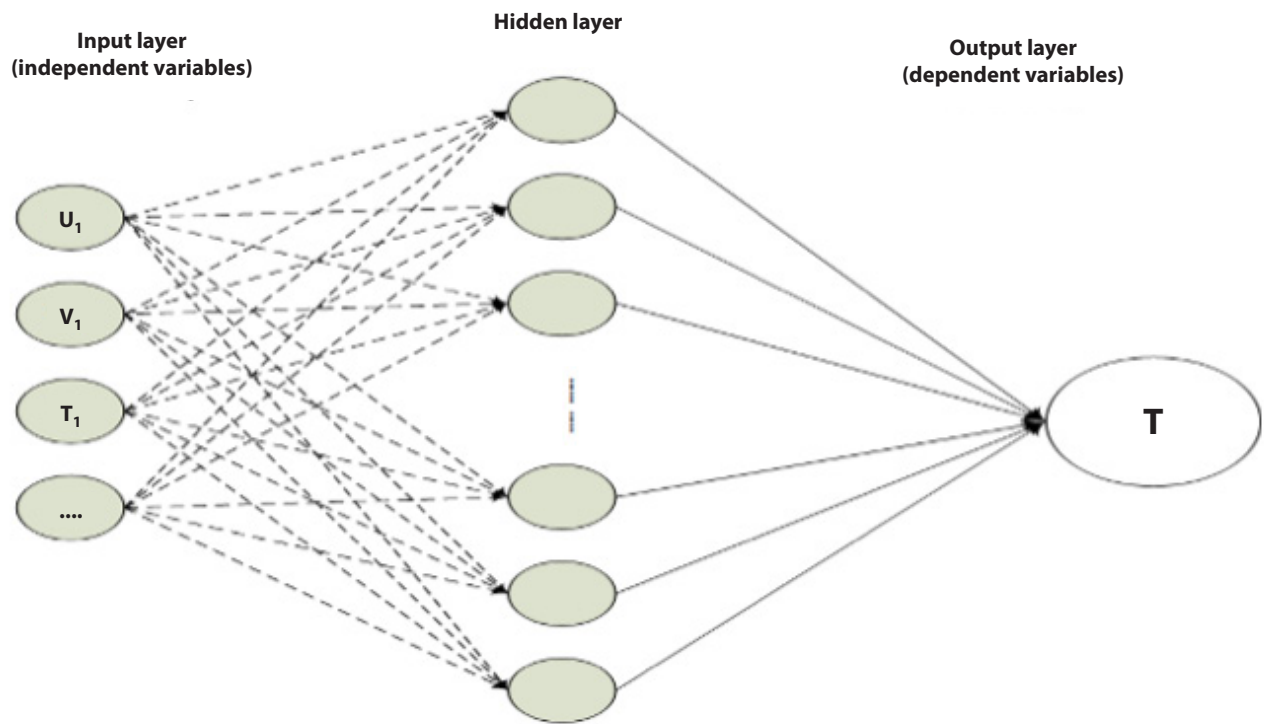 Hidden layer
Input layer
(independent variables)
Output layer
(dependent variables)
U₁
V₁
T₁
....
T